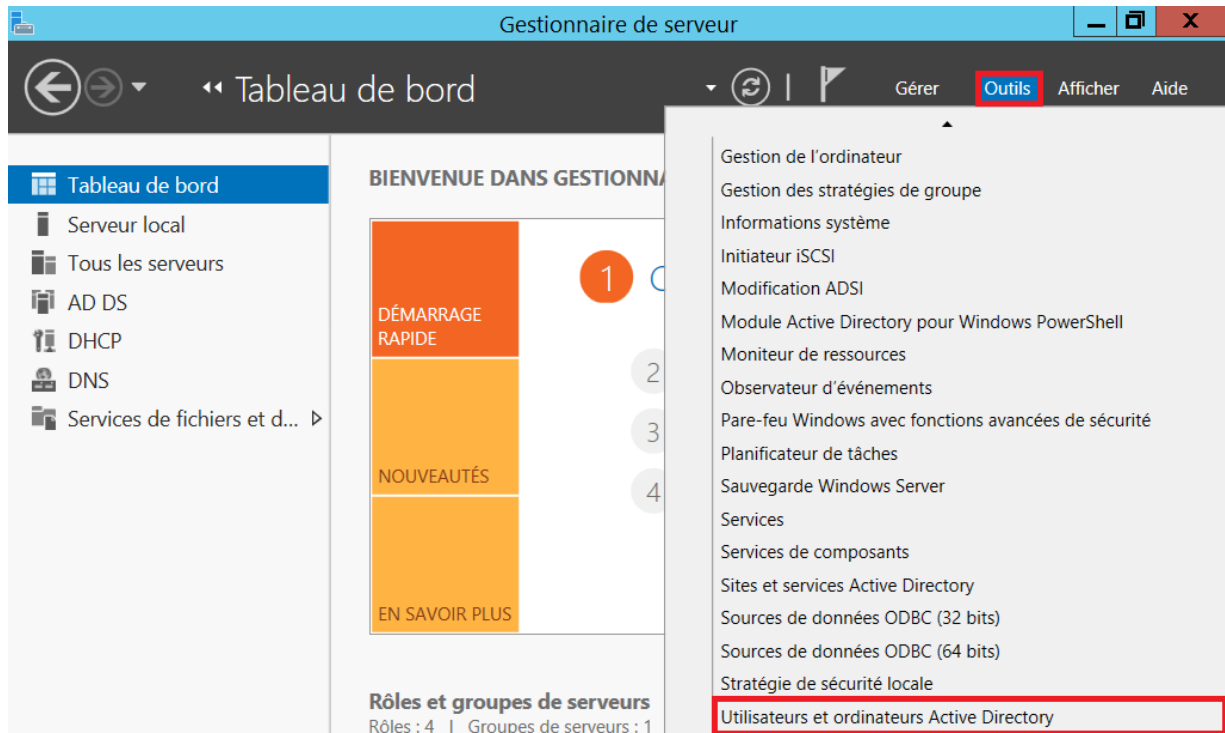 Gestionnaire de serveur
Tableau de bord
Gérer Outils Afficher Aide
Tableau de bord
Serveur local
Tous les serveurs
AD DS
DHCP
DNS
Services de fichiers et d...
BIENVENUE DANS GESTIONNA
DÉMARRAGE
RAPIDE
NOUVEAUTÉS
EN SAVOIR PLUS
1
2
3
4
Rôles et groupes de serveurs
Rôles : 4 | Groupes de serveurs : 1
Gestion de l'ordinateur
Gestion des stratégies de groupe
Informations système
Initiateur iSCSI
Modification ADSI
Module Active Directory pour Windows PowerShell
Moniteur de ressources
Observateur d'événements
Pare-feu Windows avec fonctions avancées de sécurité
Planificateur de tâches
Sauvegarde Windows Server
Services
Services de composants
Sites et services Active Directory
Sources de données ODBC (32 bits)
Sources de données ODBC (64 bits)
Stratégie de sécurité locale
Utilisateurs et ordinateurs Active Directory